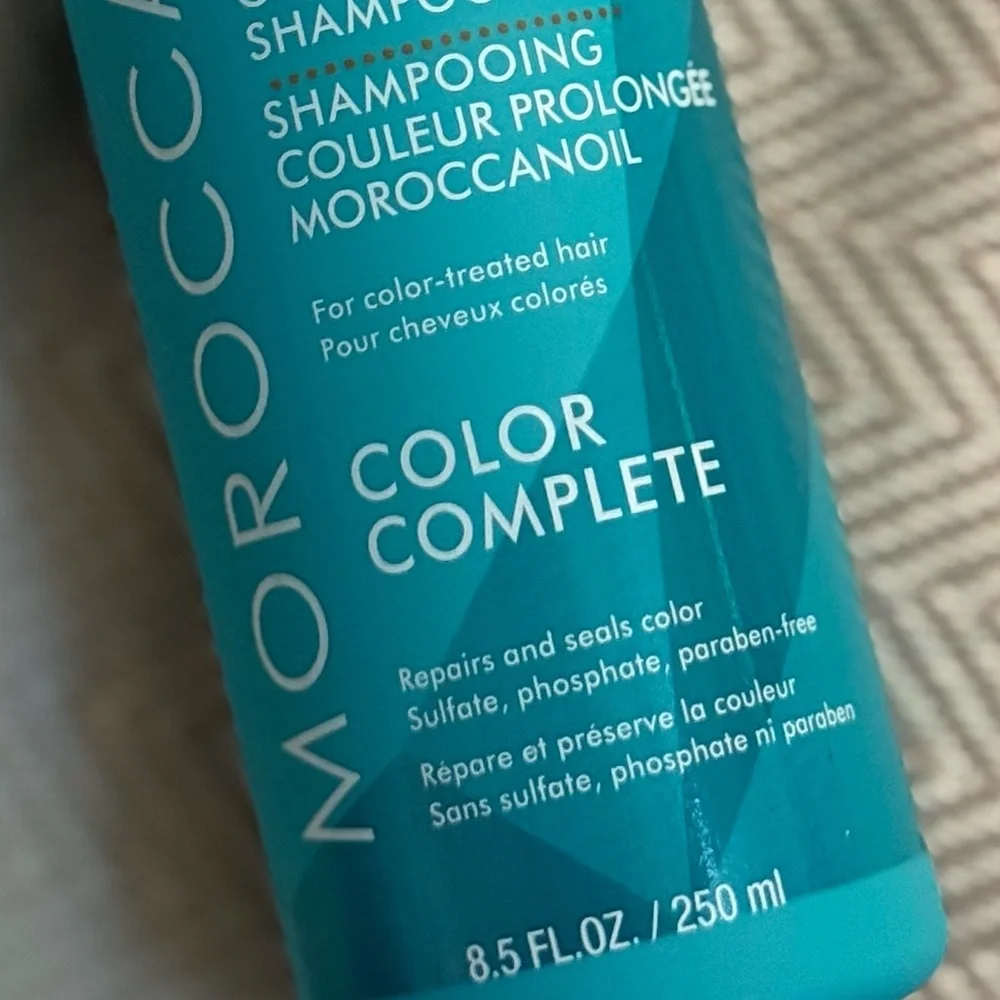 MOROCCA
SHAMPOO
SHAMPOOING
COULEUR PROLONGÉE
MOROCCANOIL
For color-treated hair
Pour cheveux colorés
COLOR
COMPLETE
Repairs and seals color
Sulfate, phosphate, paraben-free
Répare et préserve la couleur
Sans sulfate, phosphate ni paraben
8.5 FL.OZ. / 250 ml